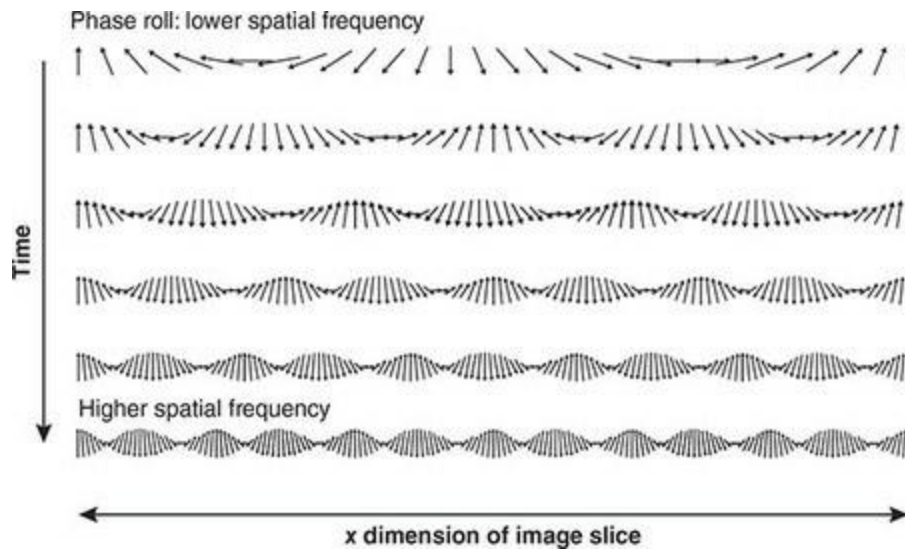 Phase roll: lower spatial frequency
Time
Higher spatial frequency
x dimension of image slice